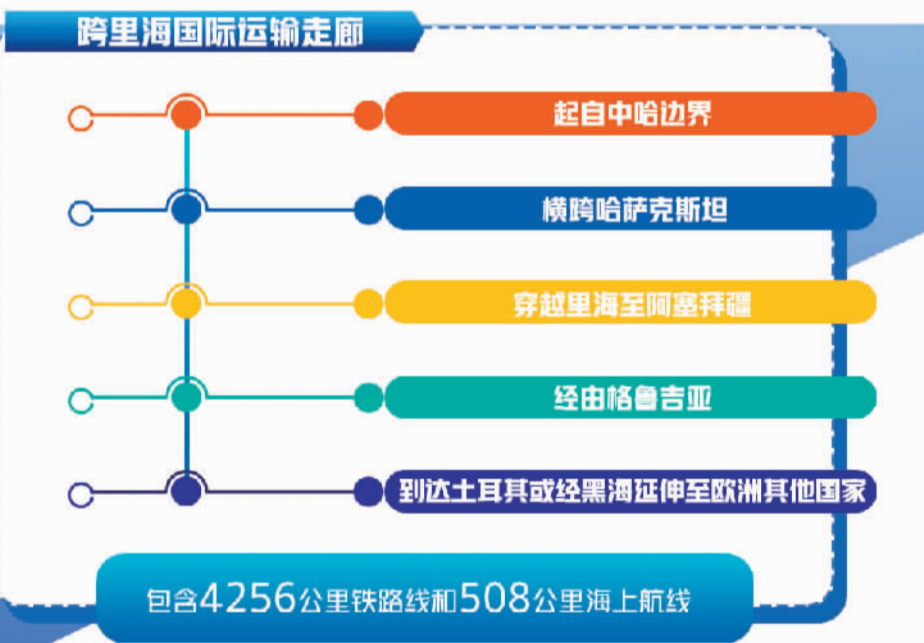 跨里海国际运输走廊
起自中哈边界
横跨哈萨克斯坦
穿越里海至阿塞拜疆
经由格鲁吉亚
到达土耳其或经黑海延伸至欧洲其他国家
包含4256公里铁路线和508公里海上航线